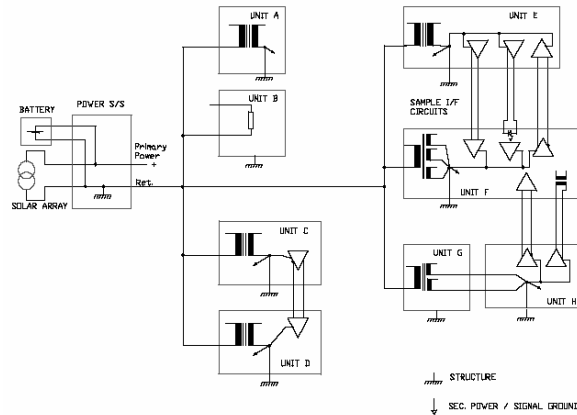 UNIT A
UNIT E
UNIT B
BATTERY
POWER S/S
SAMPLE I/F
CIRCUITS
Primary
Power
+
Ret.
SOLAR ARRAY
UNIT F
UNIT C
UNIT G
UNIT H
UNIT D
STRUCTURE
SEC. POWER / SIGNAL GROUND